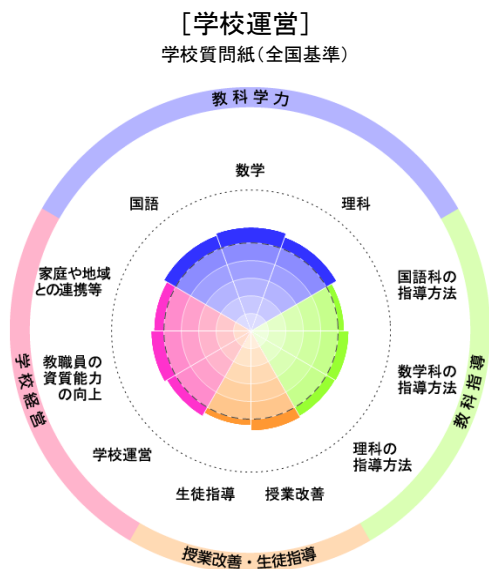 [学校運営]
学校質問紙(全国基準)
教科学力
数学
国語
理科
家庭や地域
との連携等
国語科の
指導方法
教職員の
資質能力
の向上
数学科の
指導方法
学校経営
教科指導
学校運営
理科の
指導方法
生徒指導
授業改善
授業改善・生徒指導